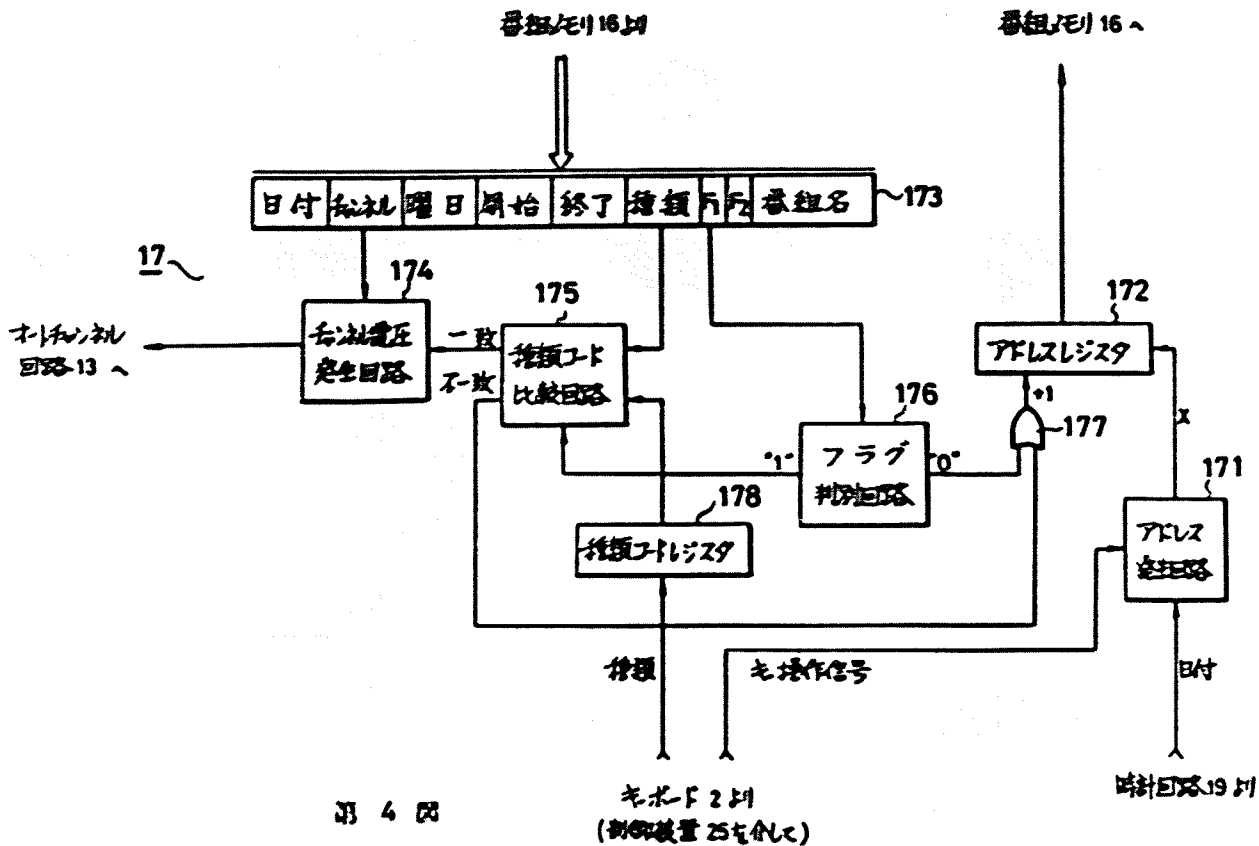 番組メモリ16より
番組メモリ16へ
日付 チャンネル 曜日 開始 終了 種類 F1 F2 番組名
173
17
174
175
172
オートチャンネル
回路13へ
チャンネル電圧
発生回路
一致
不一致
種類コード
比較回路
アドレスレジスタ
+1
176
177
X
"1"
フラグ
判別回路
"0"
171
178
種類コードレジスタ
アドレス
発生回路
種類
キー操作信号
日付
キーボード2より
(制御装置25を介して)
時計回路19より
第4図